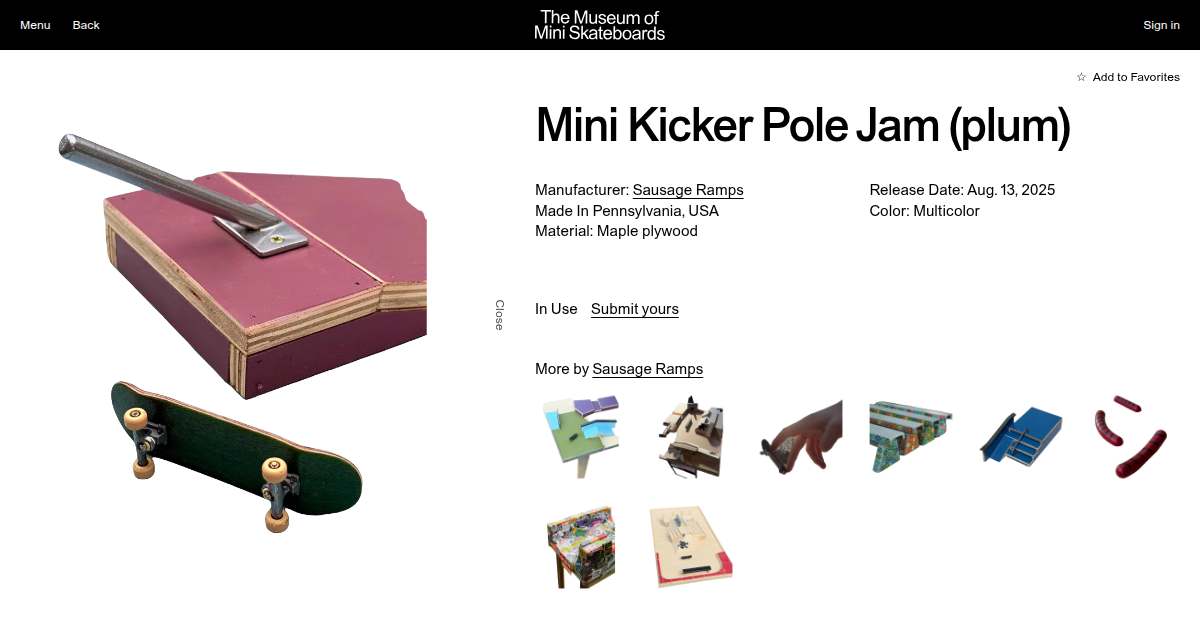 Menu
Back
The Museum of
Mini Skateboards
Sign in
☆ Add to Favorites
Mini Kicker Pole Jam (plum)
Manufacturer: Sausage Ramps
Made In Pennsylvania, USA
Material: Maple plywood
Release Date: Aug. 13, 2025
Color: Multicolor
Close
In Use Submit yours
More by Sausage Ramps